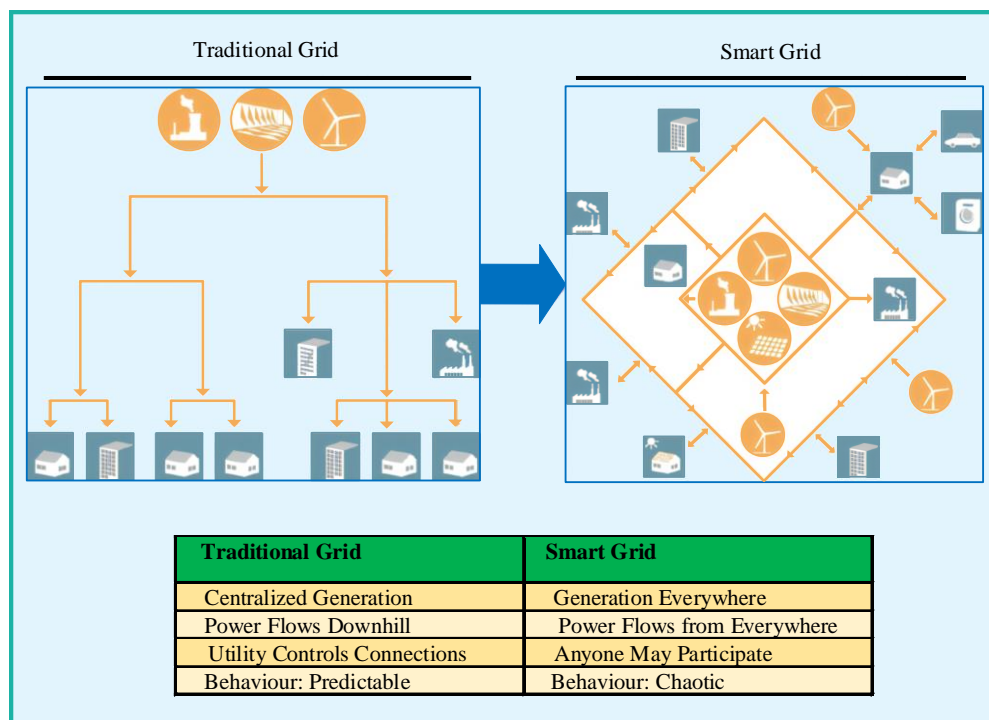 Traditional Grid
Smart Grid
Traditional Grid
Smart Grid
Centralized Generation
Generation Everywhere
Power Flows Downhill
Power Flows from Everywhere
Utility Controls Connections
Anyone May Participate
Behaviour: Predictable
Behaviour: Chaotic